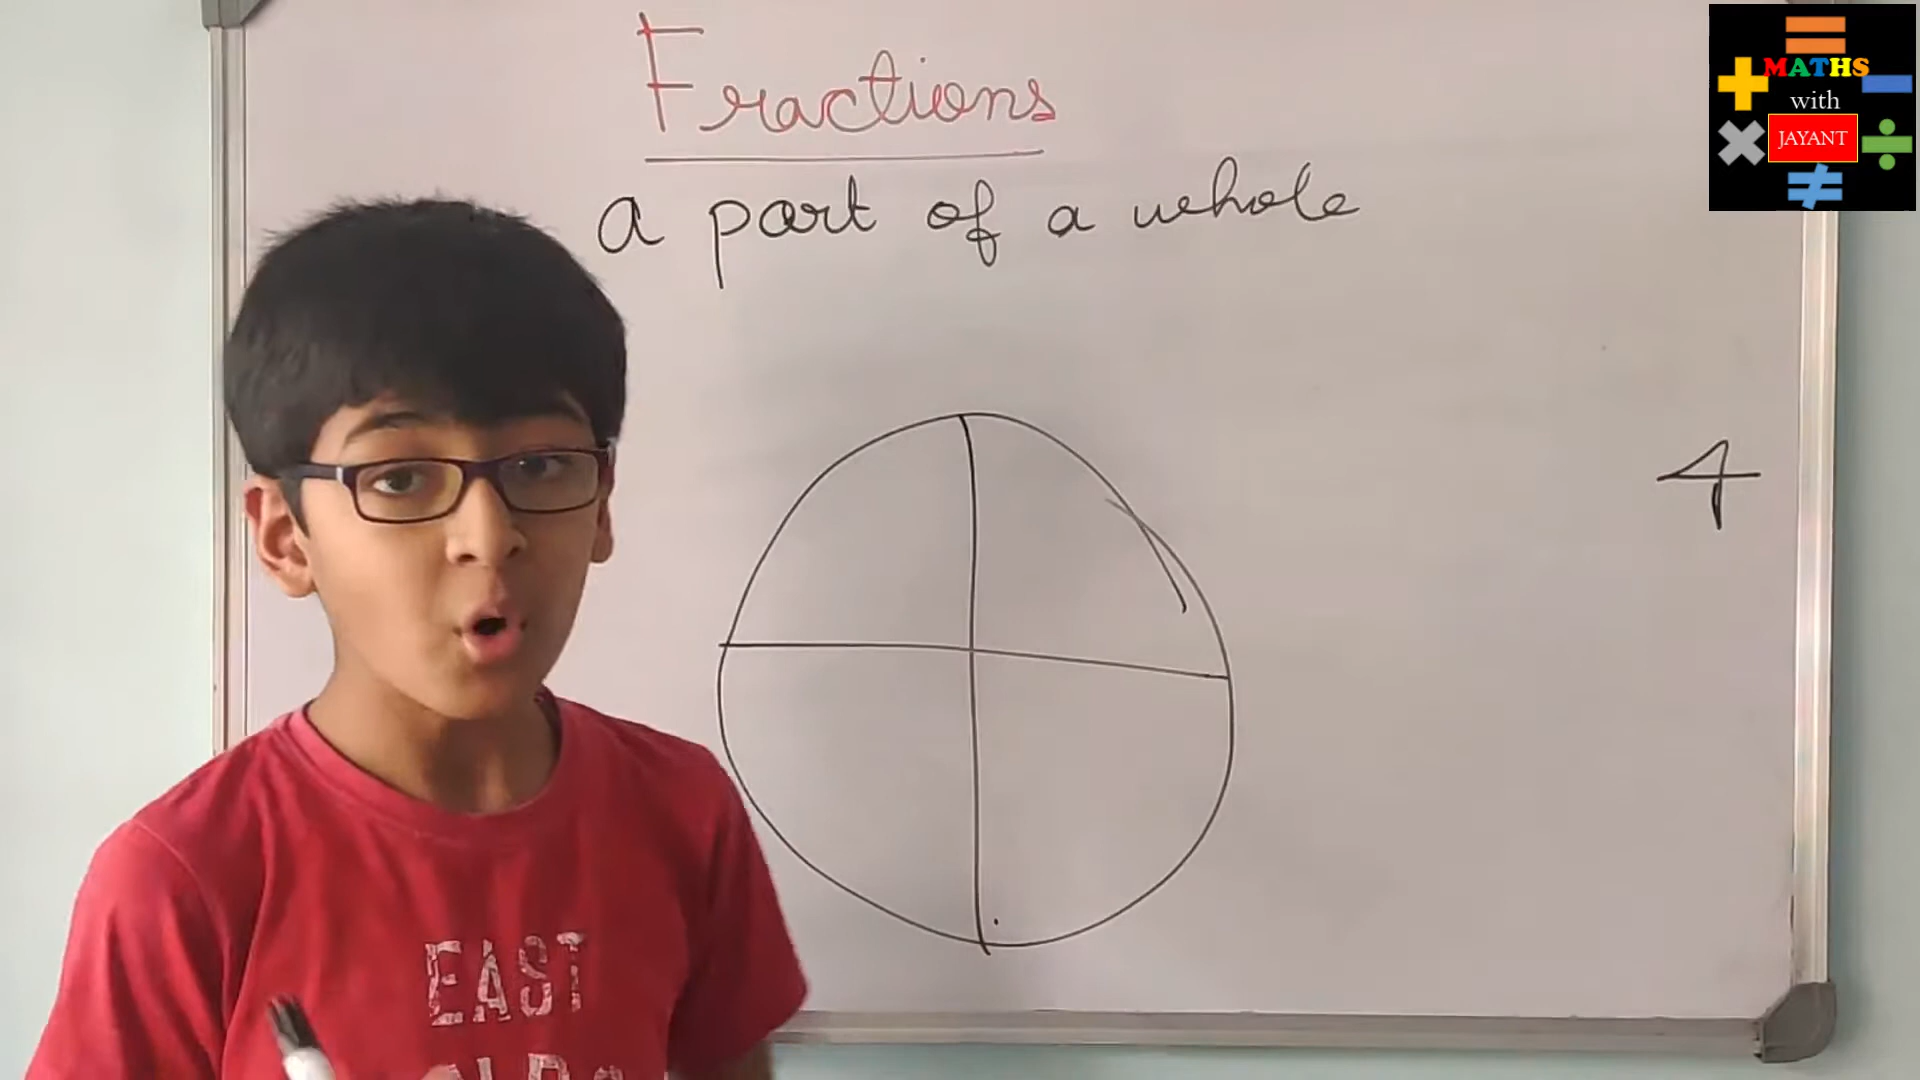 Fractions
a part of a whole
4
MATHS
with
JAYANT
EAST